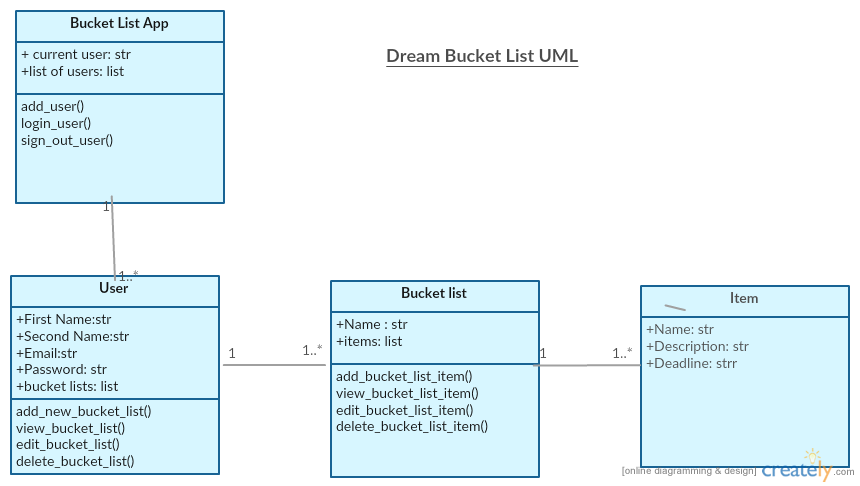 Bucket List App
+ current user: str
+list of users: list
add_user()
login_user()
sign_out_user()
Dream Bucket List UML
1
1..*
User
+First Name:str
+Second Name:str
+Email:str
+Password: str
+bucket lists: list
add_new_bucket_list()
view_bucket_list()
edit_bucket_list()
delete_bucket_list()
1
1..*
Bucket list
+Name : str
+items: list
add_bucket_list_item()
view_bucket_list_item()
edit_bucket_list_item()
delete_bucket_list_item()
1
1..*
Item
+Name: str
+Description: str
+Deadline: strr
[online diagramming & design] creately.com